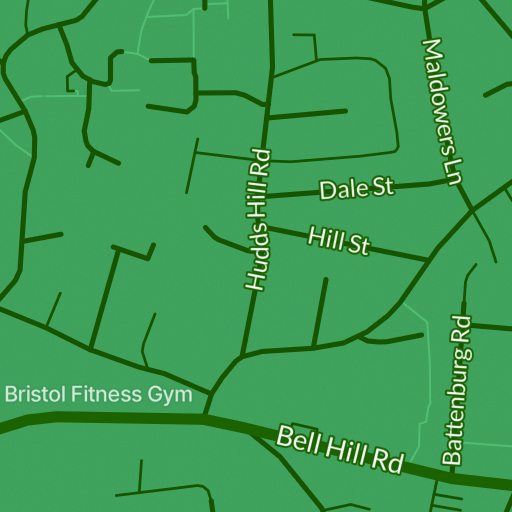 Maldowers Ln
Dale St
Hudds Hill Rd
Hill St
Battenburg Rd
Bristol Fitness Gym
Bell Hill Rd